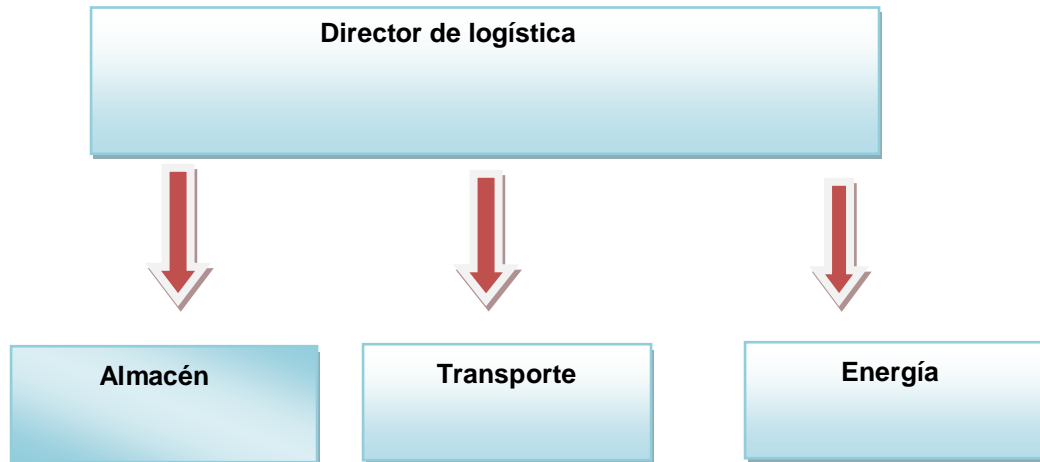 Director de logística
Almacén
Transporte
Energía